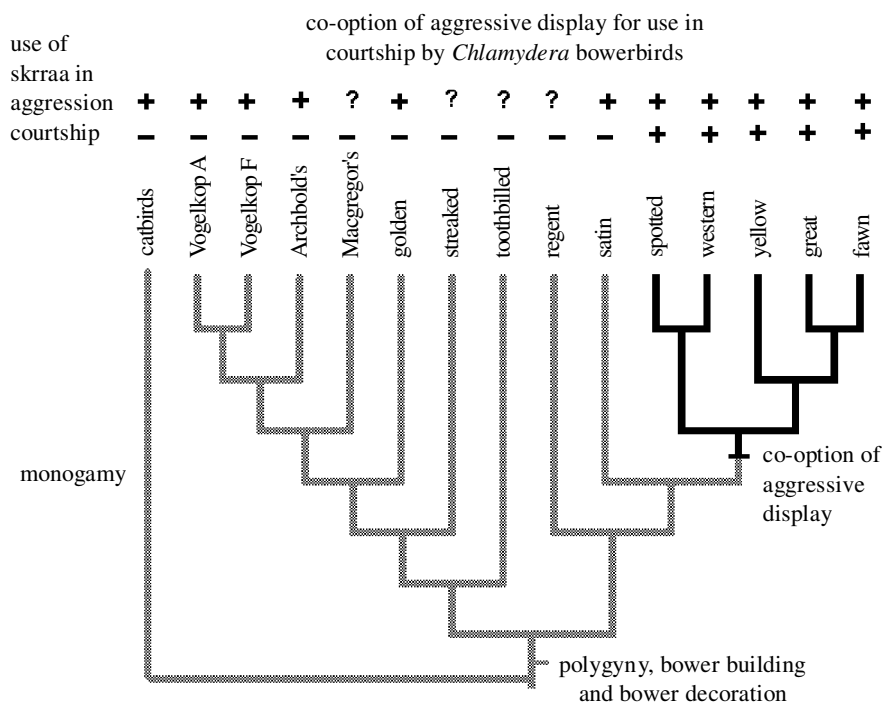 co-option of aggressive display for use in
courtship by Chlamydera bowerbirds
use of
skrraa in
aggression + + + + ? + ? ? ? + + + + + +
courtship − − − − − − − − − − + + + + +
catbirds
Vogelkop A
Vogelkop F
Archbold's
Macgregor's
golden
streaked
toothbilled
regent
satin
spotted
western
yellow
great
fawn
monogamy
co-option of
aggressive
display
polygyny, bower building
and bower decoration